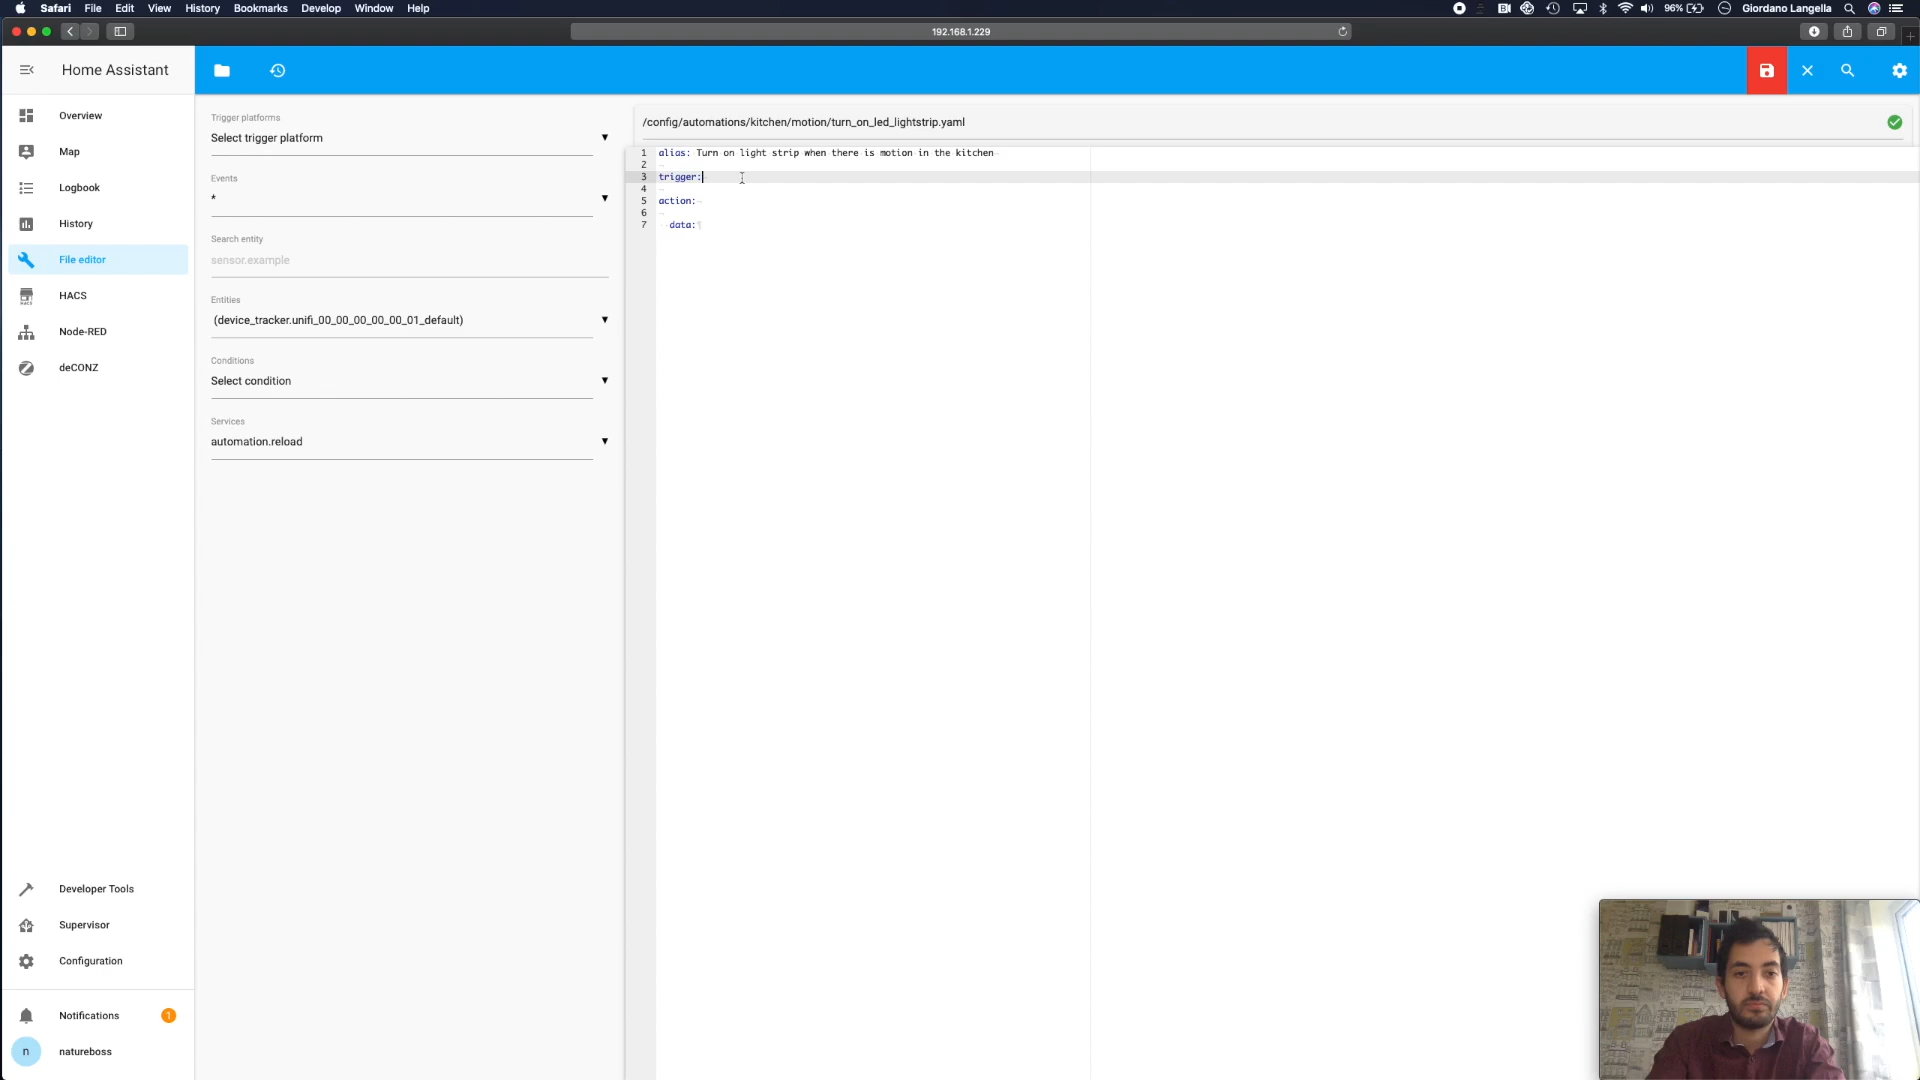 Safari File Edit View History Bookmarks Develop Window Help
96% Giordano Langella
192.168.1.229
Home Assistant
Overview
Map
Logbook
History
File editor
HACS
Node-RED
deCONZ
Developer Tools
Supervisor
Configuration
Notifications 1
n natureboss
Trigger platforms
Select trigger platform
Events
*
Search entity
sensor.example
Entities
(device_tracker.unifi_00_00_00_00_00_01_default)
Conditions
Select condition
Services
automation.reload
/config/automations/kitchen/motion/turn_on_led_lightstrip.yaml
1 alias: Turn on light strip when there is motion in the kitchen
2
3 trigger:
4
5 action:
6
7 data: